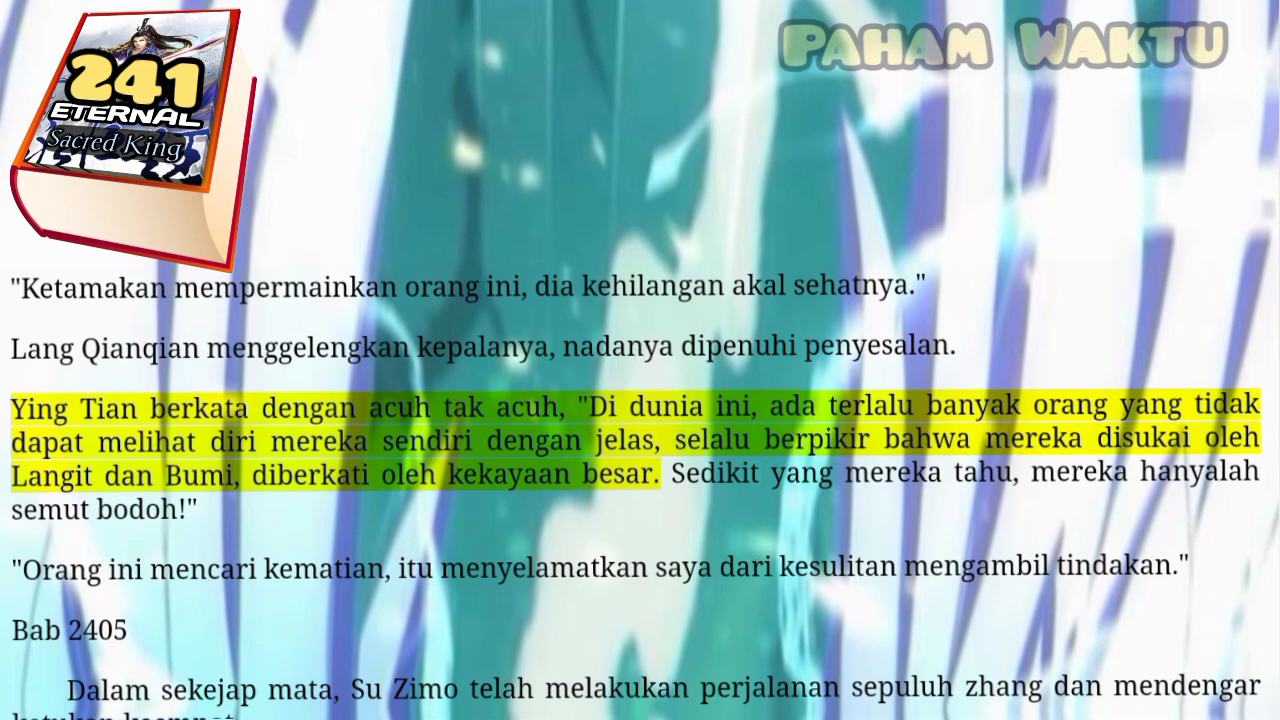 PAHAM WAKTU
241
ETERNAL
Sacred King
"Ketamakan mempermainkan orang ini, dia kehilangan akal sehatnya."
Lang Qianqian menggelengkan kepalanya, nadanya dipenuhi penyesalan.
Ying Tian berkata dengan acuh tak acuh, "Di dunia ini, ada terlalu banyak orang yang tidak
dapat melihat diri mereka sendiri dengan jelas, selalu berpikir bahwa mereka disukai oleh
Langit dan Bumi, diberkati oleh kekayaan besar. Sedikit yang mereka tahu, mereka hanyalah
semut bodoh!"
"Orang ini mencari kematian, itu menyelamatkan saya dari kesulitan mengambil tindakan."
Bab 2405
Dalam sekejap mata, Su Zimo telah melakukan perjalanan sepuluh zhang dan mendengar